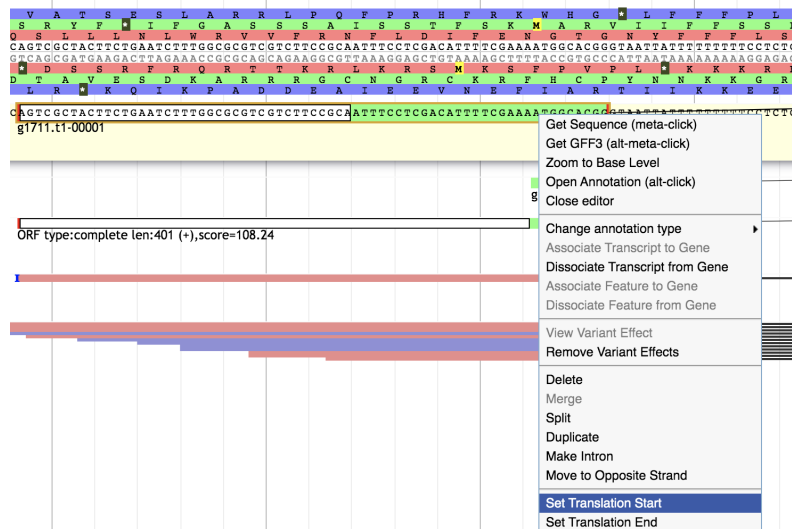 V A T S E S L A R R L P Q F P R H F R K W H G * L F F F P L
S R Y F * I F G A S S S A I S S T F S K M A R V I I F F S S
Q S L L L N L W R V V F R N F L D I F E N G T G N Y F F L S
CAGTCGCTACTTCTGAATCTTTGGCGCGTCGTCTTCCGCAATTTCCTCGACATTTTCGAAAATGGCACGGGTAATTATTTTTTTTCCTCTC
GTCAGCGATGAAGACTTAGAAACCGCGCAGCAGAAGGCGTTAAAGGAGCTGTAAAAGCTTTTACCGTGCCCATTAATAAAAAAAAGGAGAG
* D S S R F R Q R T T K R L K R S M K S F P V P L * K K K R
D T A V E S D K A R R G C N G R C K R F H C P Y N N K K G R
L R * K Q I K P A D D E A I E E V N E F I A R T I I K K E E
CAGTCGCTACTTCTGAATCTTTGGCGCGTCGTCTTCCGCAATTTCCTCGACATTTTCGAAAATGGCACGG
g1711.t1-00001
Get Sequence (meta-click)
Get GFF3 (alt-meta-click)
Zoom to Base Level
Open Annotation (alt-click)
g
Close editor
Change annotation type
ORF type:complete len:401 (+),score=108.24
Associate Transcript to Gene
Dissociate Transcript from Gene
Associate Feature to Gene
Dissociate Feature from Gene
View Variant Effect
Remove Variant Effects
Delete
Merge
Split
Duplicate
Make Intron
Move to Opposite Strand
Set Translation Start
Set Translation End